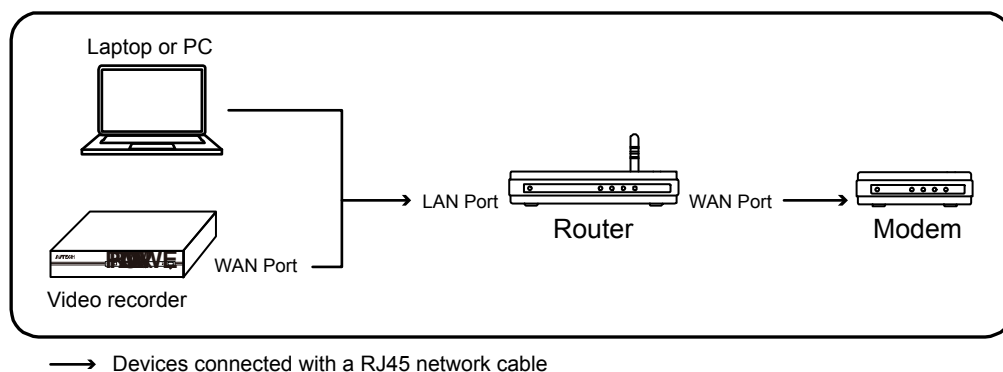 Laptop or PC
LAN Port
WAN Port
Router
Modem
WAN Port
Video recorder
Devices connected with a RJ45 network cable